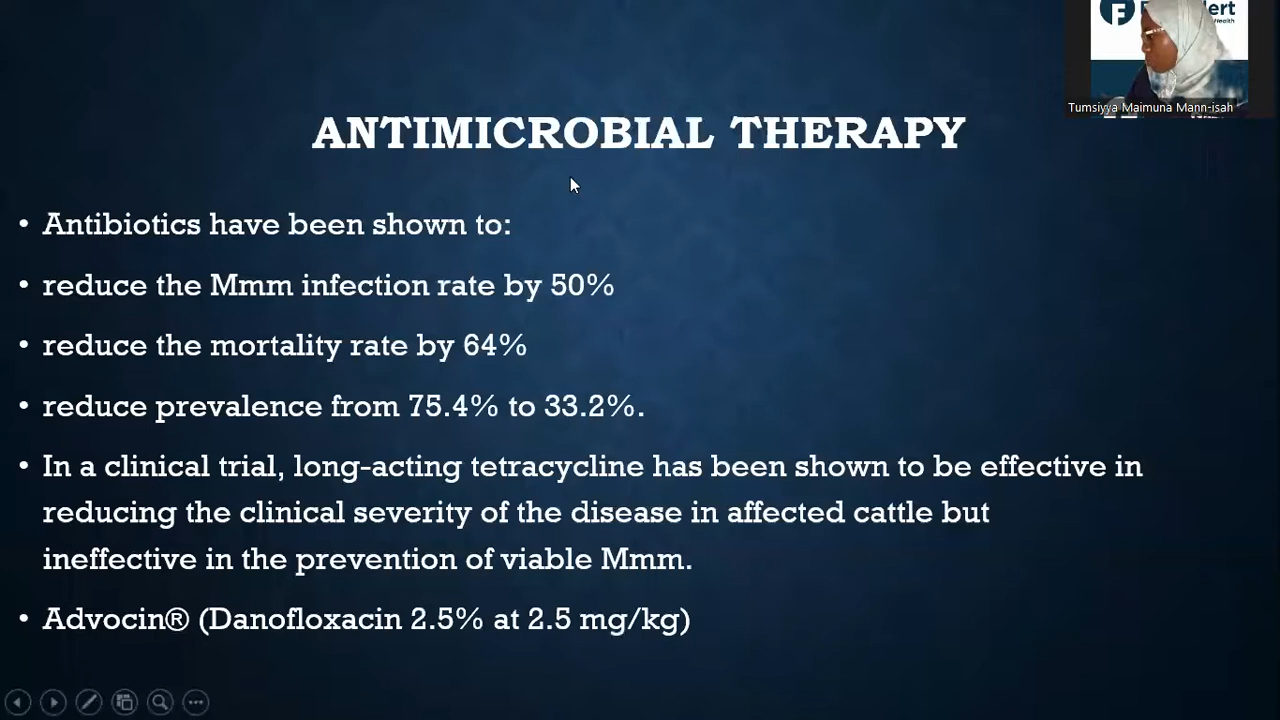 F
ert
Health
Tumsiyya Maimuna Mann-isah
ANTIMICROBIAL THERAPY
• Antibiotics have been shown to:
• reduce the Mmm infection rate by 50%
• reduce the mortality rate by 64%
• reduce prevalence from 75.4% to 33.2%.
• In a clinical trial, long-acting tetracycline has been shown to be effective in
reducing the clinical severity of the disease in affected cattle but
ineffective in the prevention of viable Mmm.
• Advocin® (Danofloxacin 2.5% at 2.5 mg/kg)